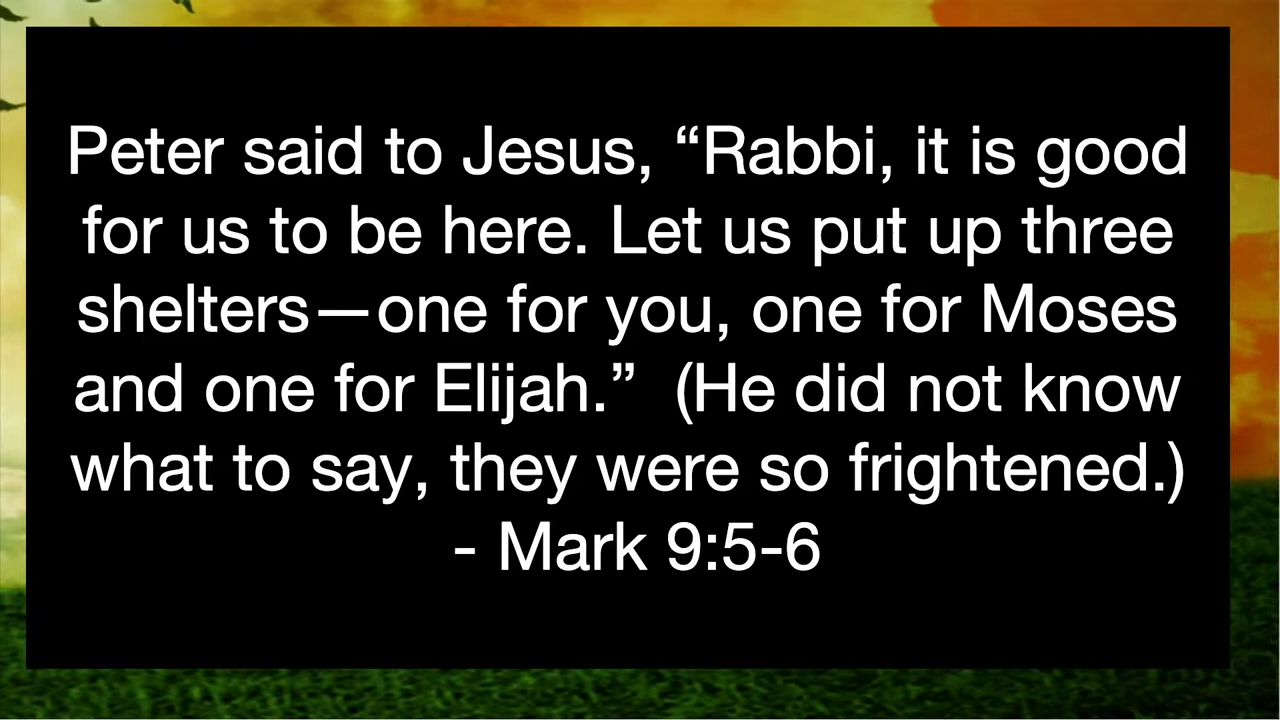 Peter said to Jesus, “Rabbi, it is good
for us to be here. Let us put up three
shelters—one for you, one for Moses
and one for Elijah.”  (He did not know
what to say, they were so frightened.)
- Mark 9:5-6